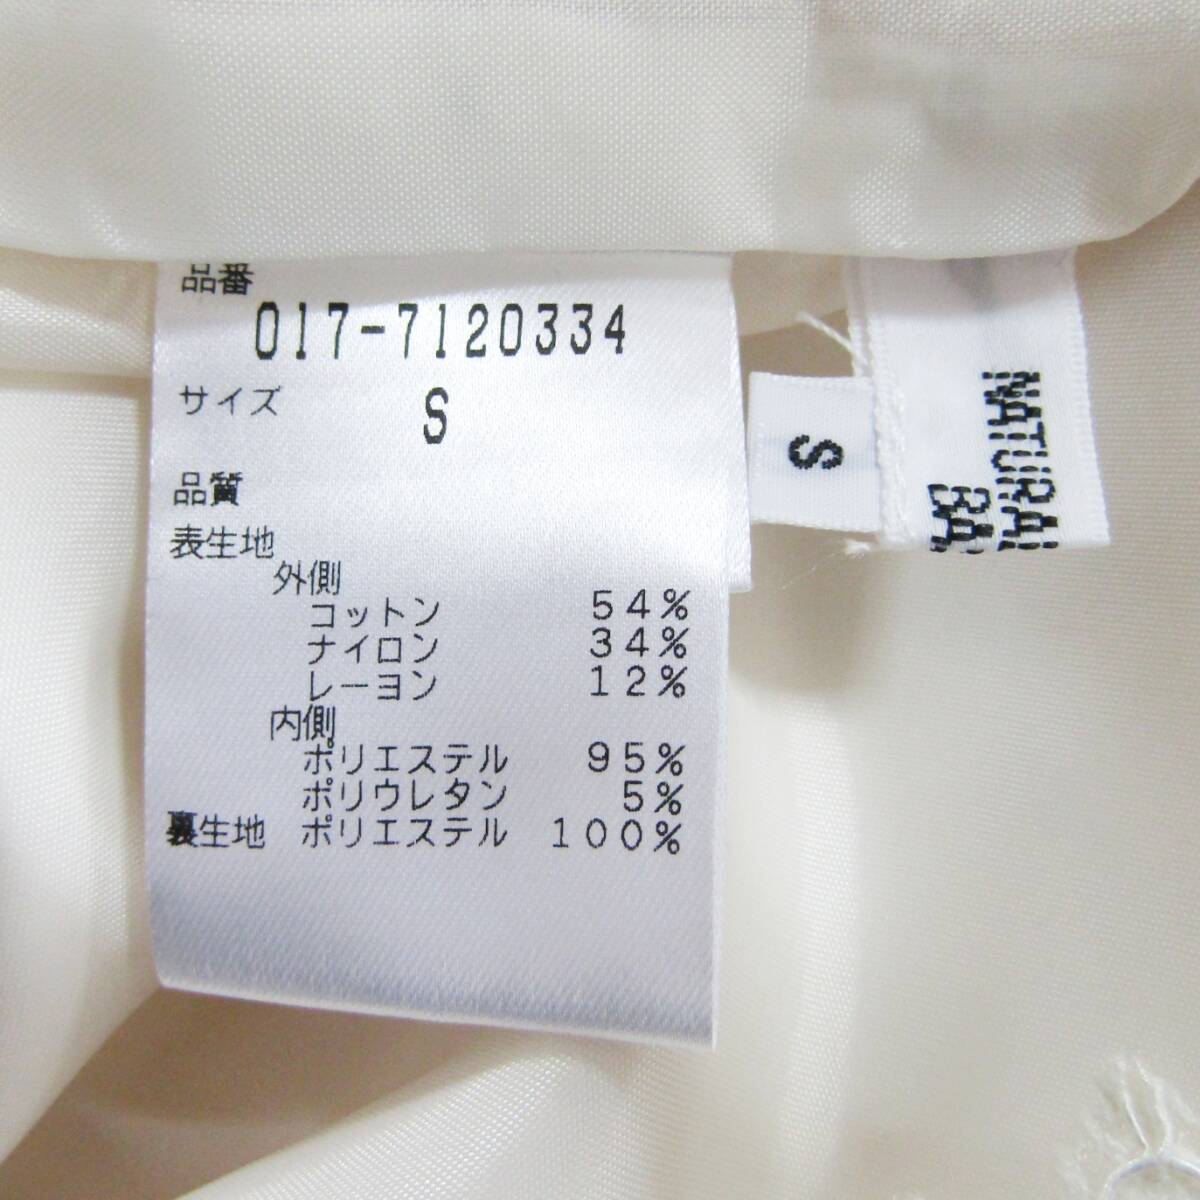 品番
017-7120334
サイズ S
品質
表生地
外側
コットン 54%
ナイロン 34%
レーヨン 12%
内側
ポリエステル 95%
ポリウレタン 5%
裏生地 ポリエステル 100%
S